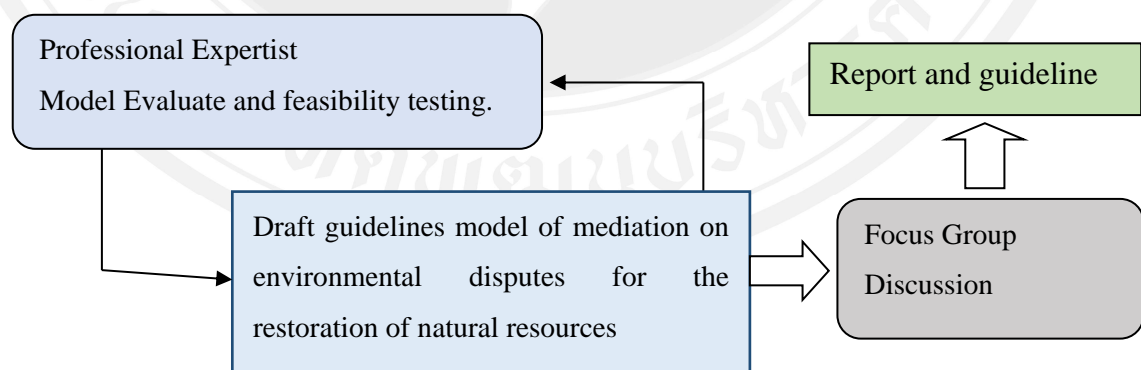 Professional Expertist
Model Evaluate and feasibility testing.
Report and guideline
Draft guidelines model of mediation on
environmental disputes for the
restoration of natural resources
Focus Group
Discussion